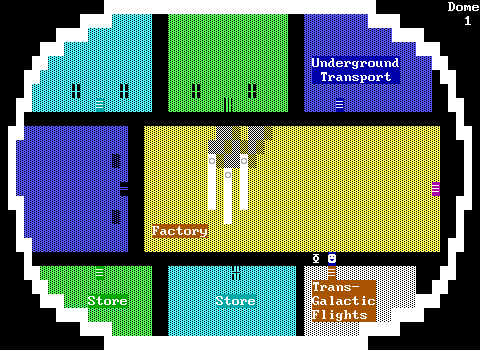 Dome
1
Underground
Transport
Factory
Store
Store
Trans-
Galactic
Flights